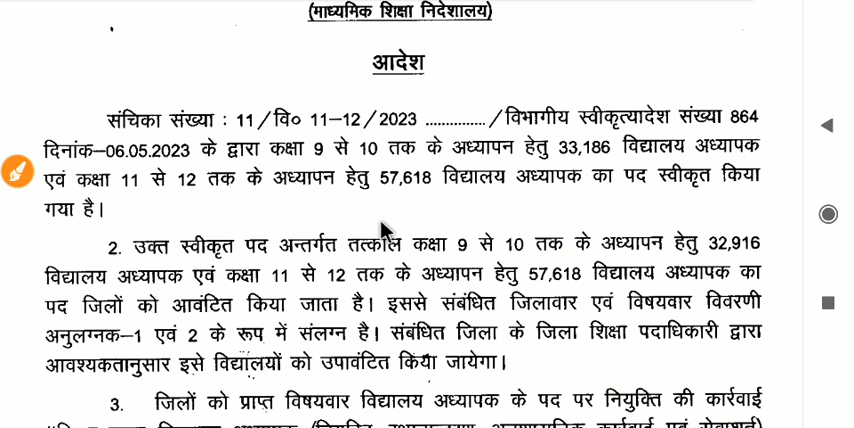 (माध्यमिक शिक्षा निदेशालय)
आदेश
संचिका संख्या : 11/वि० 11–12/2023 ............../विभागीय स्वीकृत्यादेश संख्या 864
दिनांक–06.05.2023 के द्वारा कक्षा 9 से 10 तक के अध्यापन हेतु 33,186 विद्यालय अध्यापक
एवं कक्षा 11 से 12 तक के अध्यापन हेतु 57,618 विद्यालय अध्यापक का पद स्वीकृत किया
गया है।
2. उक्त स्वीकृत पद अन्तर्गत तत्काल कक्षा 9 से 10 तक के अध्यापन हेतु 32,916
विद्यालय अध्यापक एवं कक्षा 11 से 12 तक के अध्यापन हेतु 57,618 विद्यालय अध्यापक का
पद जिलों को आवंटित किया जाता है। इससे संबंधित जिलावार एवं विषयवार विवरणी
अनुलग्नक–1 एवं 2 के रूप में संलग्न है। संबंधित जिला के जिला शिक्षा पदाधिकारी द्वारा
आवश्यकतानुसार इसे विद्यालयों को उपावंटित किया जायेगा।
3. जिलों को प्राप्त विषयवार विद्यालय अध्यापक के पद पर नियुक्ति की कार्रवाई